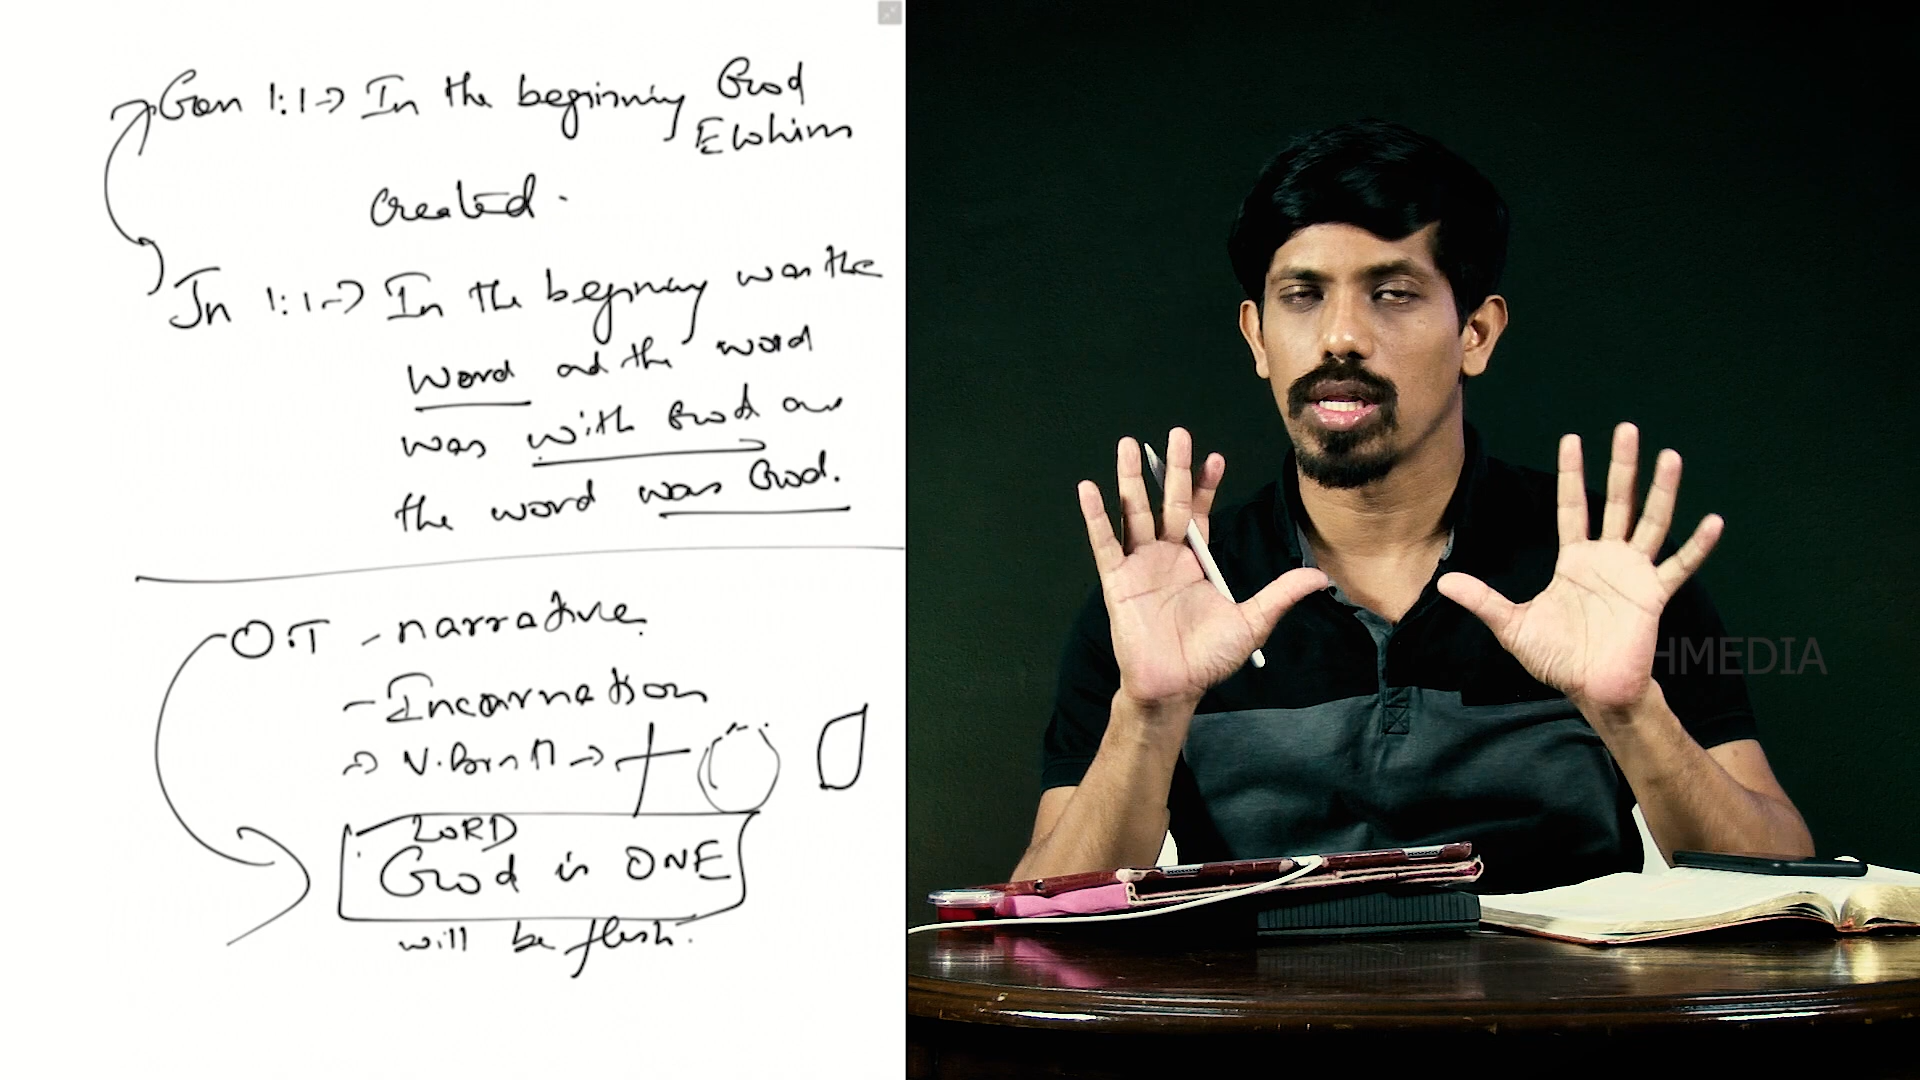 Gen 1:1 → In the beginning God
Elohim
created.
Jn 1:1 → In the beginning was the
Word and the word
was with God and
the word was God.
O.T - narrative.
- Incarnation
→ V. Born →
LORD
God is ONE
will be flesh.
HMEDIA